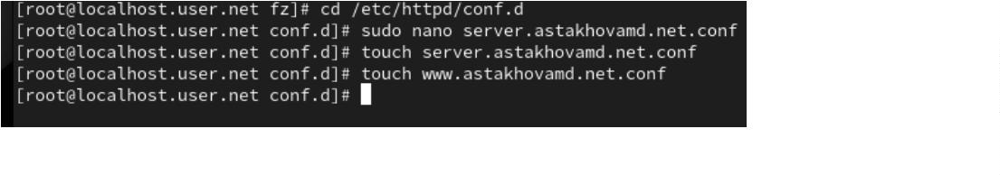 [root@localhost.user.net fz]# cd /etc/httpd/conf.d
[root@localhost.user.net conf.d]# sudo nano server.astakhovamd.net.conf
[root@localhost.user.net conf.d]# touch server.astakhovamd.net.conf
[root@localhost.user.net conf.d]# touch www.astakhovamd.net.conf
[root@localhost.user.net conf.d]#